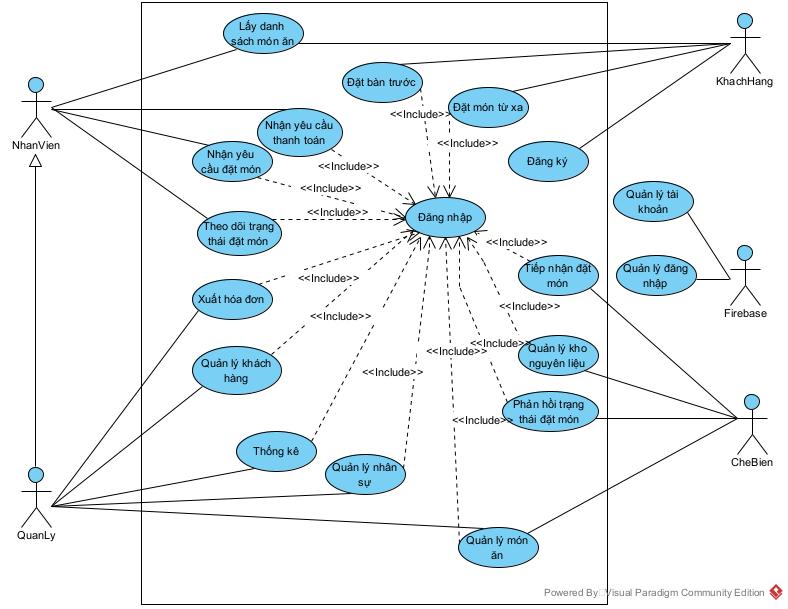 Lấy danh
sách món ăn
KhachHang
Đặt bàn trước
Đặt món từ xa
<<Include>>
NhanVien
Nhận yêu cầu
thanh toán
<<Include>>
Nhận yêu
cầu đặt món
Đăng ký
<<Include>>
<<Include>>
Quản lý tài
khoản
<<Include>>
Theo dõi trạng
thái đặt món
Đăng nhập
<<Include>>
Tiếp nhận đặt
món
Quản lý đăng
nhập
<<Include>>
Xuất hóa đơn
<<Include>>
Firebase
<<Include>>
<<Include>>
<<Include>>
Quản lý kho
nguyên liệu
Quản lý khách
hàng
<<Include>>
Phản hồi trạng
thái đặt món
<<Include>>
Thống kê
CheBien
Quản lý nhân
sự
QuanLy
Quản lý món
ăn
Powered By Visual Paradigm Community Edition